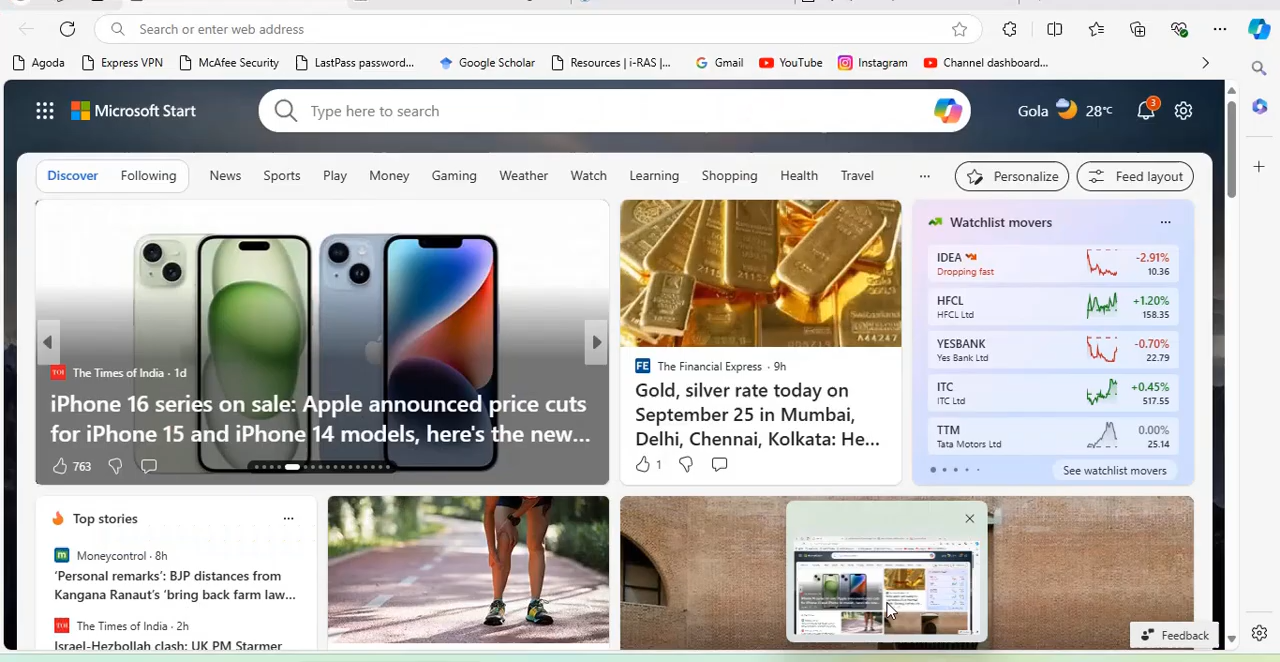 Search or enter web address
Agoda
Express VPN
McAfee Security
LastPass password...
Google Scholar
Resources | i-RAS |...
Gmail
YouTube
Instagram
Channel dashboard...
Microsoft Start
Type here to search
Gola
28°C
3
Discover
Following
News
Sports
Play
Money
Gaming
Weather
Watch
Learning
Shopping
Health
Travel
...
Personalize
Feed layout
TOI The Times of India · 1d
iPhone 16 series on sale: Apple announced price cuts
for iPhone 15 and iPhone 14 models, here's the new...
763
FE The Financial Express · 9h
Gold, silver rate today on
September 25 in Mumbai,
Delhi, Chennai, Kolkata: He...
1
Watchlist movers
IDEA
Dropping fast
-2.91%
10.36
HFCL
HFCL Ltd
+1.20%
158.35
YESBANK
Yes Bank Ltd
-0.70%
22.79
ITC
ITC Ltd
+0.45%
517.55
TTM
Tata Motors Ltd
0.00%
25.14
See watchlist movers
Top stories
m Moneycontrol · 8h
‘Personal remarks’: BJP distances from
Kangana Ranaut’s ‘bring back farm law...
TOI The Times of India · 2h
Israel-Hezbollah clash: UK PM Starmer
Feedback